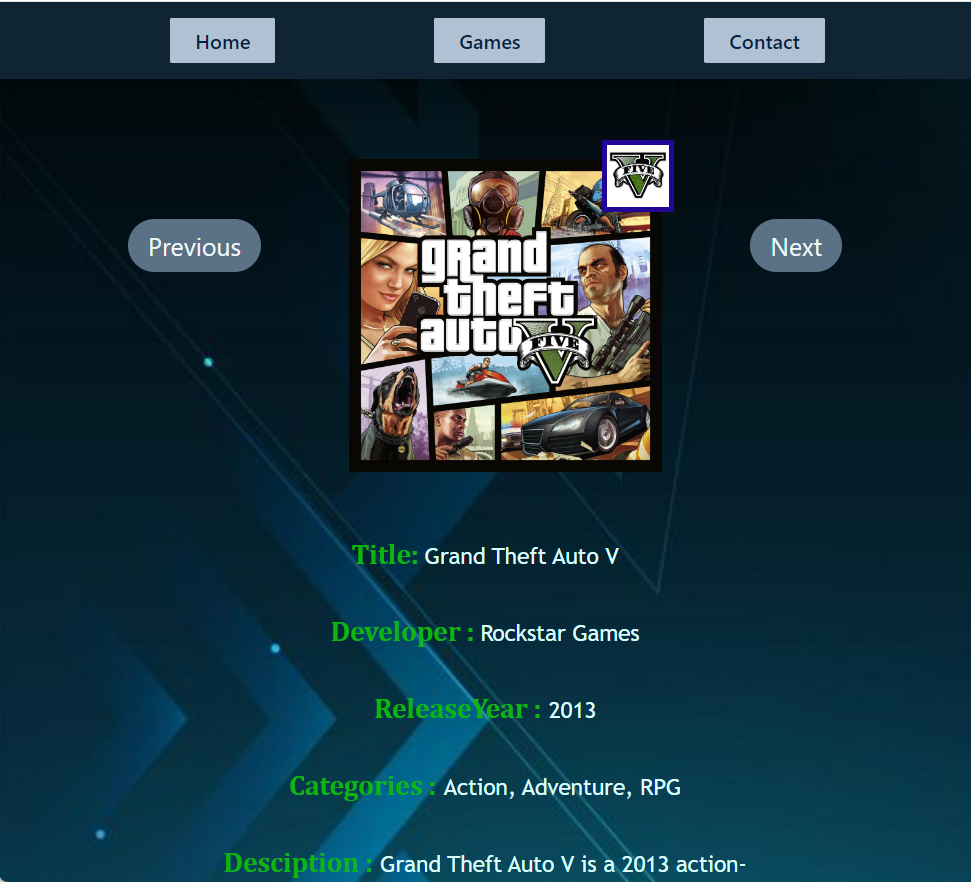 Home Games Contact
FIVE
Previous Next
grand
theft
auto
FIVE
Title: Grand Theft Auto V
Developer : Rockstar Games
ReleaseYear : 2013
Categories : Action, Adventure, RPG
Desciption : Grand Theft Auto V is a 2013 action-